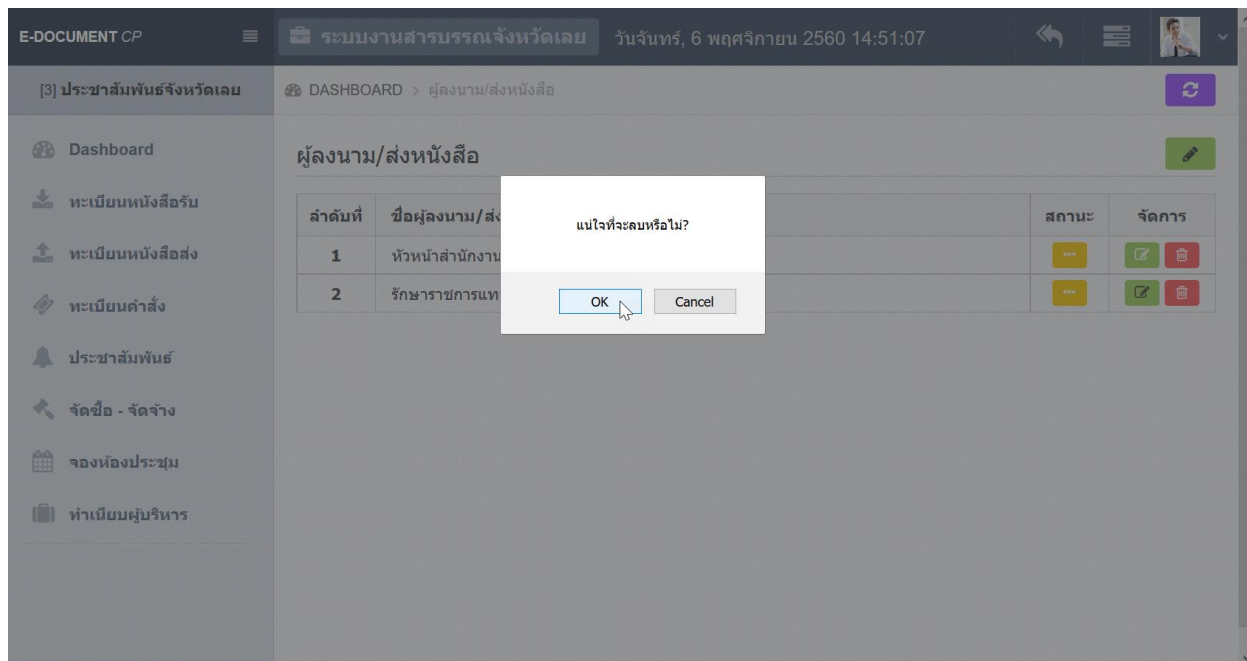 E-DOCUMENT CP
ระบบงานสารบรรณจังหวัดเลย
วันจันทร์, 6 พฤศจิกายน 2560 14:51:07
[3] ประชาสัมพันธ์จังหวัดเลย
DASHBOARD > ผู้ลงนาม/ส่งหนังสือ
Dashboard
ทะเบียนหนังสือรับ
ทะเบียนหนังสือส่ง
ทะเบียนคำสั่ง
ประชาสัมพันธ์
จัดซื้อ - จัดจ้าง
จองห้องประชุม
ทำเนียบผู้บริหาร
ผู้ลงนาม/ส่งหนังสือ
ลำดับที่ ชื่อผู้ลงนาม/ส่ง สถานะ จัดการ
1 หัวหน้าสำนักงาน
2 รักษาราชการแท
แน่ใจที่จะลบหรือไม่?
OK Cancel